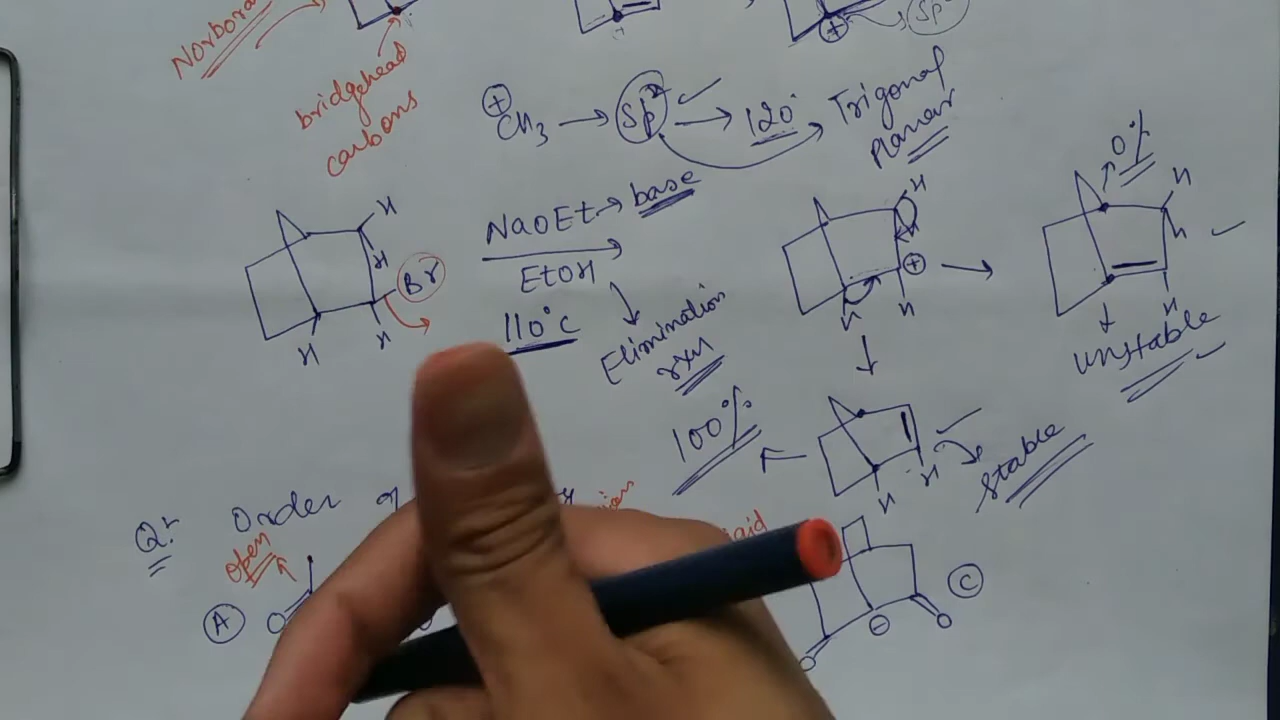 bridgehead
carbons
⊕
CH3 → Sp2 → 120° Trigonal
Planar
0%
H
H
Br
H
H
NaOEt → base
EtOH
110°C
Elimination
rxn
H
⊕
H
H
H
H
H
Unstable
100%
H
H
Stable
Q:
Order
open
A
O
⊖
O
C